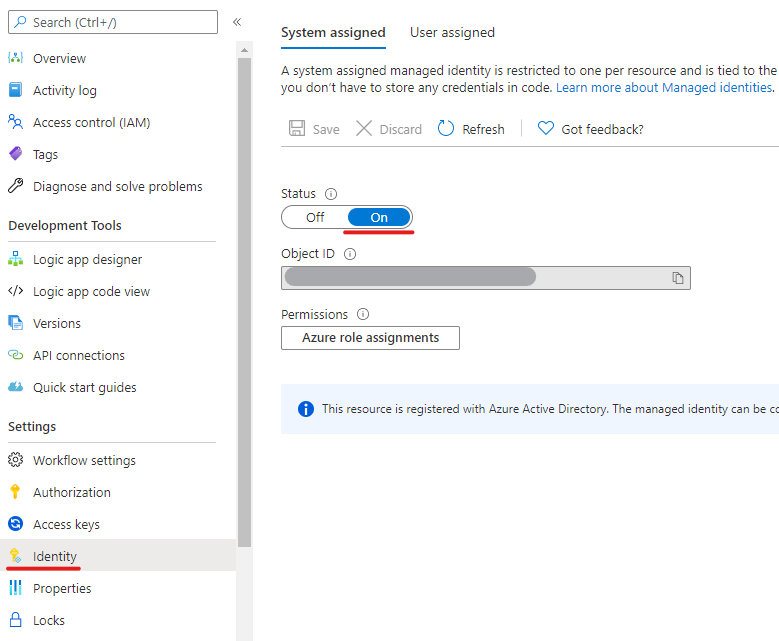 Search (Ctrl+/)
«
Overview
Activity log
Access control (IAM)
Tags
Diagnose and solve problems
Development Tools
Logic app designer
Logic app code view
Versions
API connections
Quick start guides
Settings
Workflow settings
Authorization
Access keys
Identity
Properties
Locks
System assigned User assigned
A system assigned managed identity is restricted to one per resource and is tied to the
you don't have to store any credentials in code. Learn more about Managed identities.
Save Discard Refresh Got feedback?
Status
Off On
Object ID
Permissions
Azure role assignments
This resource is registered with Azure Active Directory. The managed identity can be co